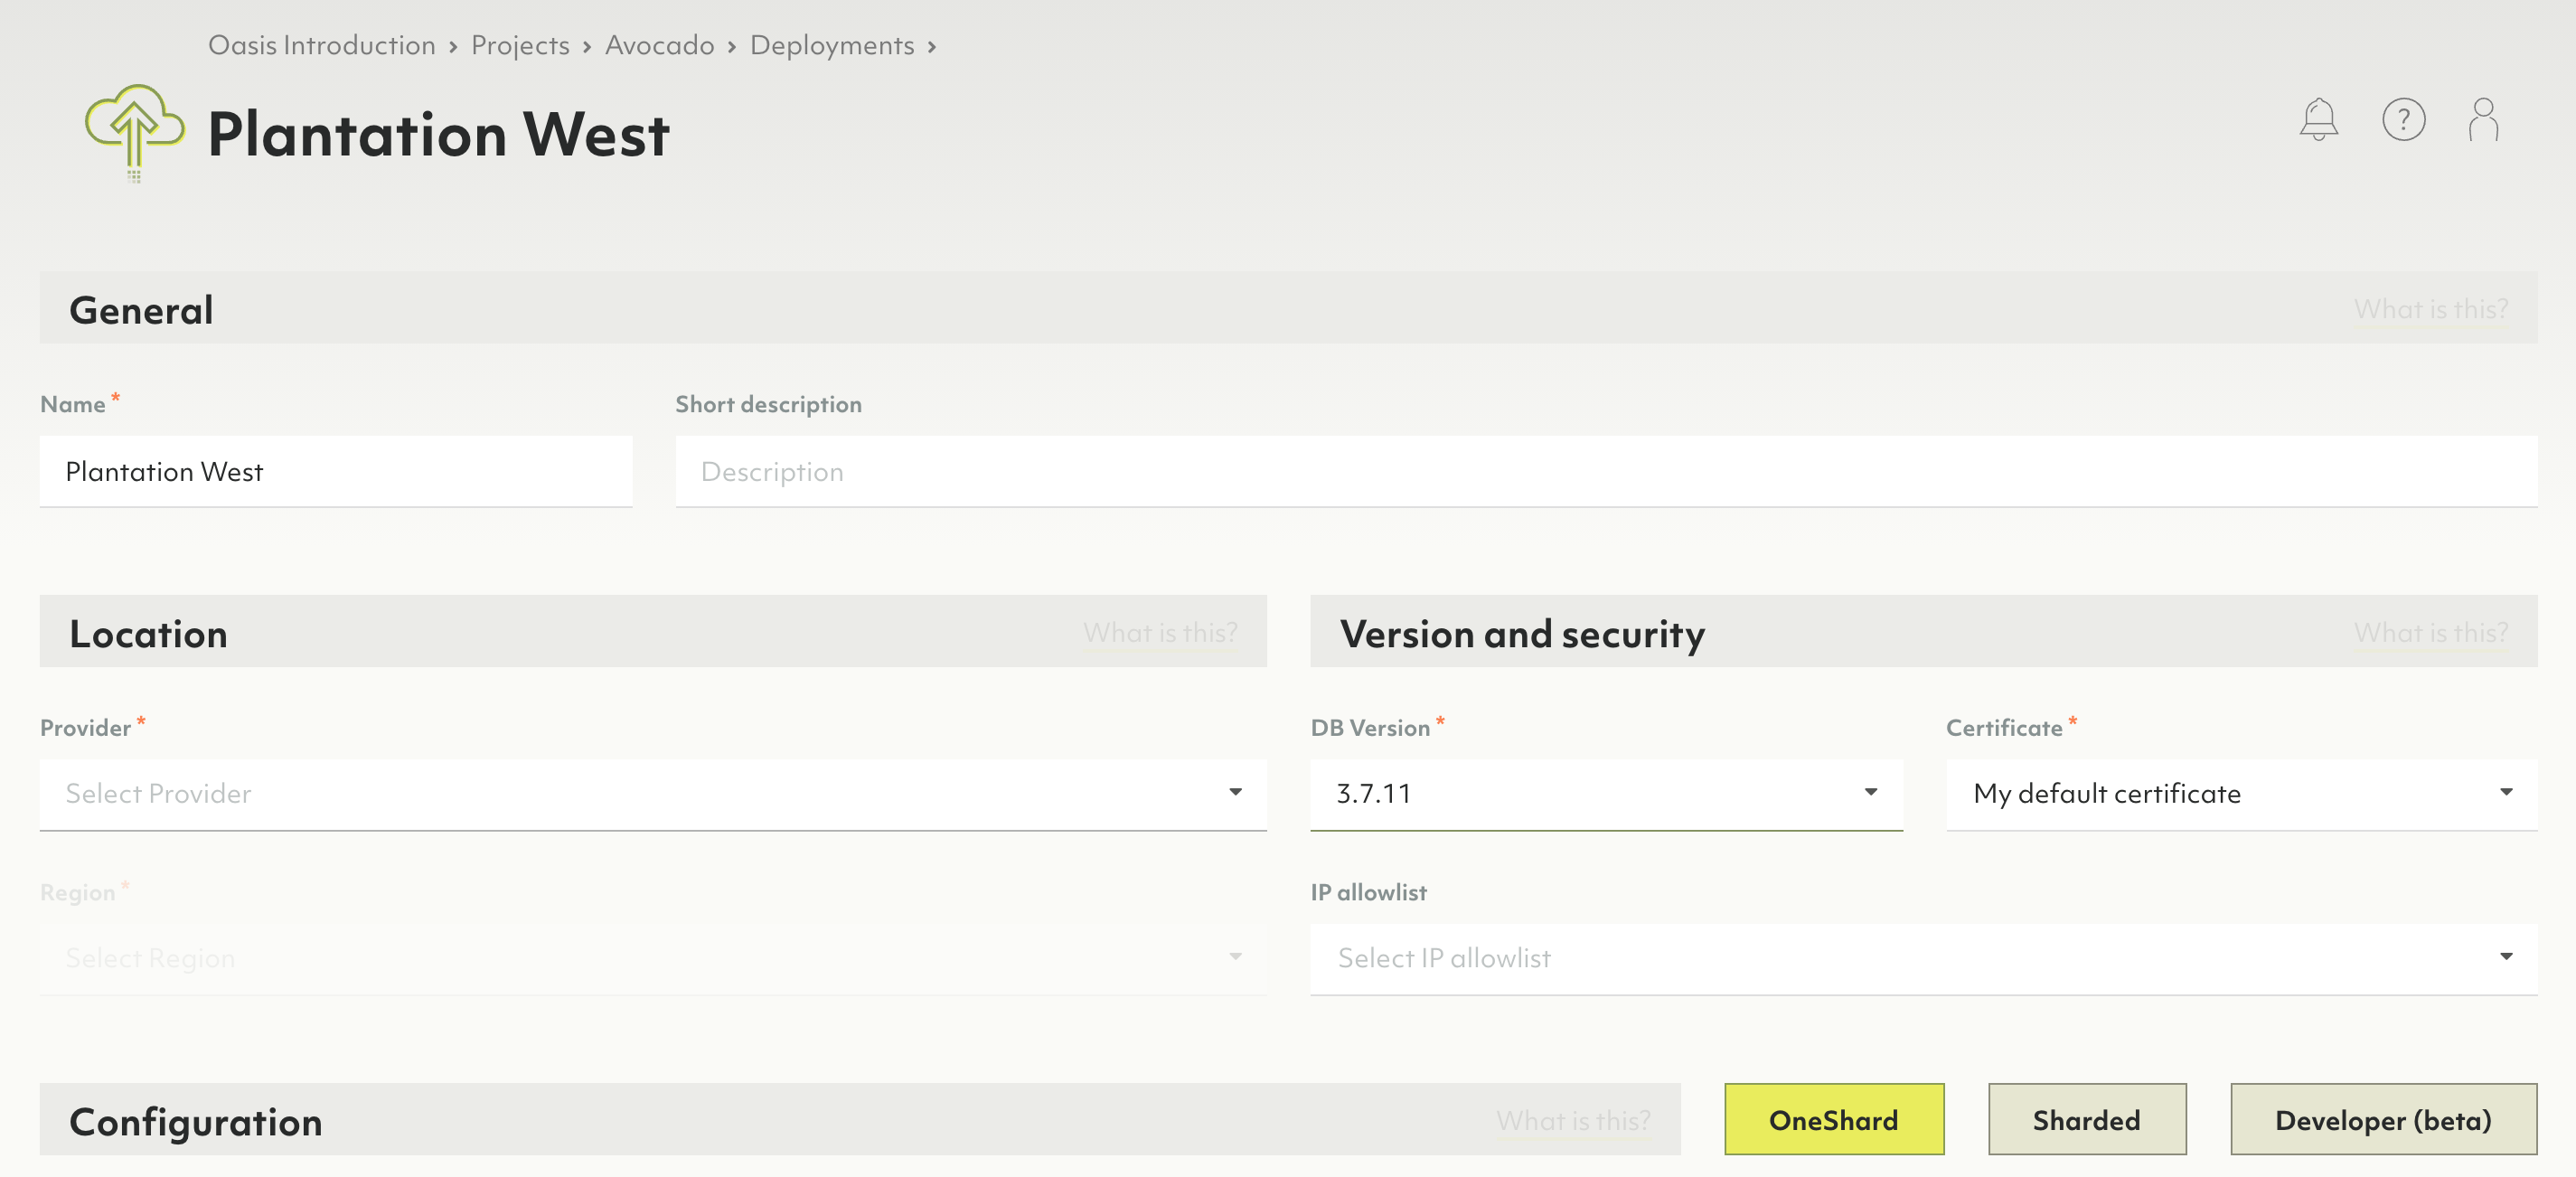 Oasis Introduction › Projects › Avocado › Deployments ›
Plantation West
?
General What is this?
Name * Short description
Plantation West Description
Location What is this? Version and security What is this?
Provider * DB Version * Certificate *
Select Provider 3.7.11 My default certificate
Region * IP allowlist
Select Region Select IP allowlist
Configuration What is this? OneShard Sharded Developer (beta)